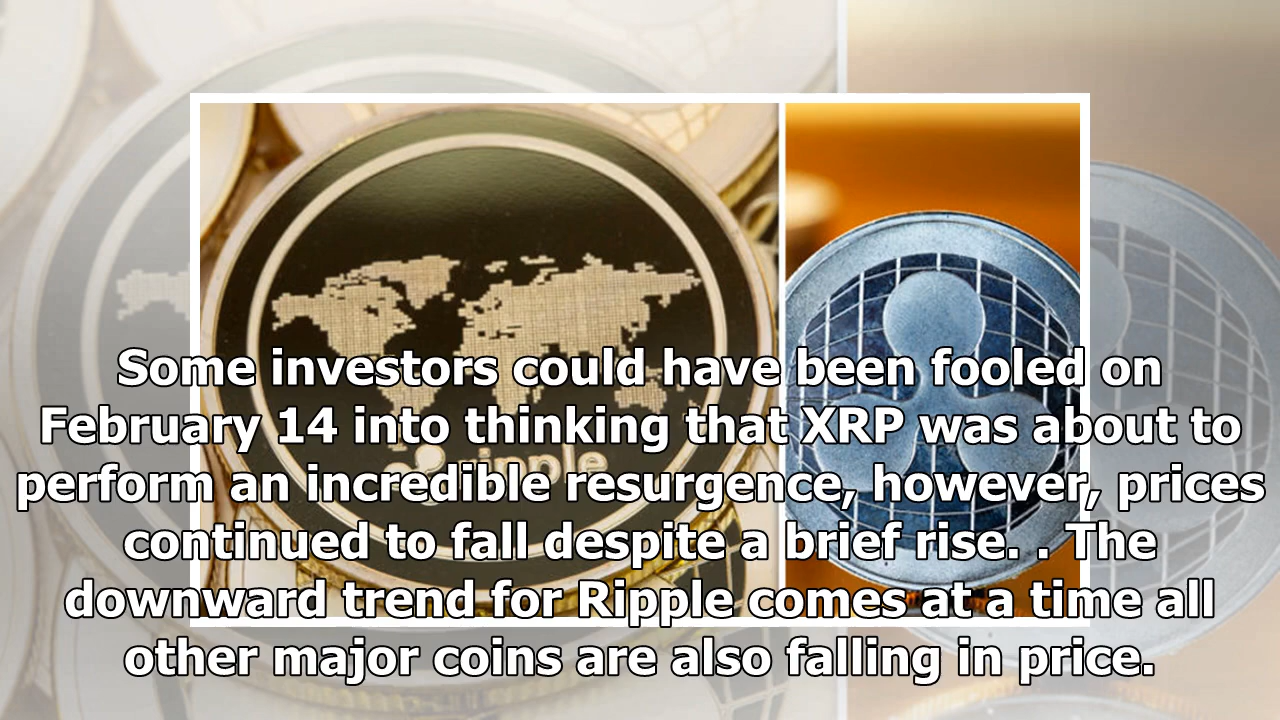 Some investors could have been fooled on
February 14 into thinking that XRP was about to
perform an incredible resurgence, however, prices
ripple
continued to fall despite a brief rise. . The
downward trend for Ripple comes at a time all
other major coins are also falling in price.